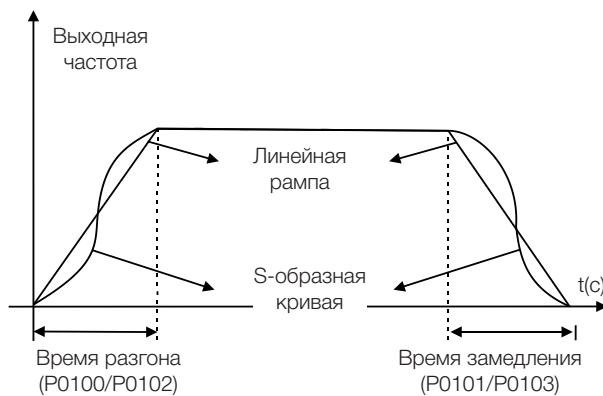 Выходная
частота
Линейная
рампа
S-образная
кривая
t(c)
Время разгона
(P0100/P0102)
Время замедления
(P0101/P0103)